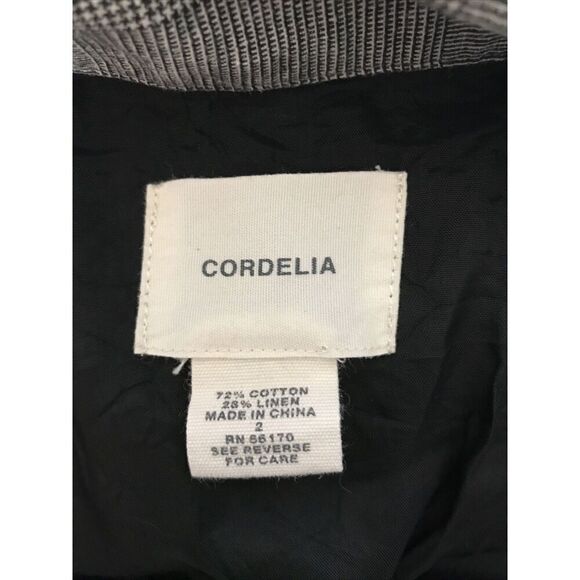 CORDELIA
72% COTTON
28% LINEN
MADE IN CHINA
2
RN 56170
SEE REVERSE
FOR CARE